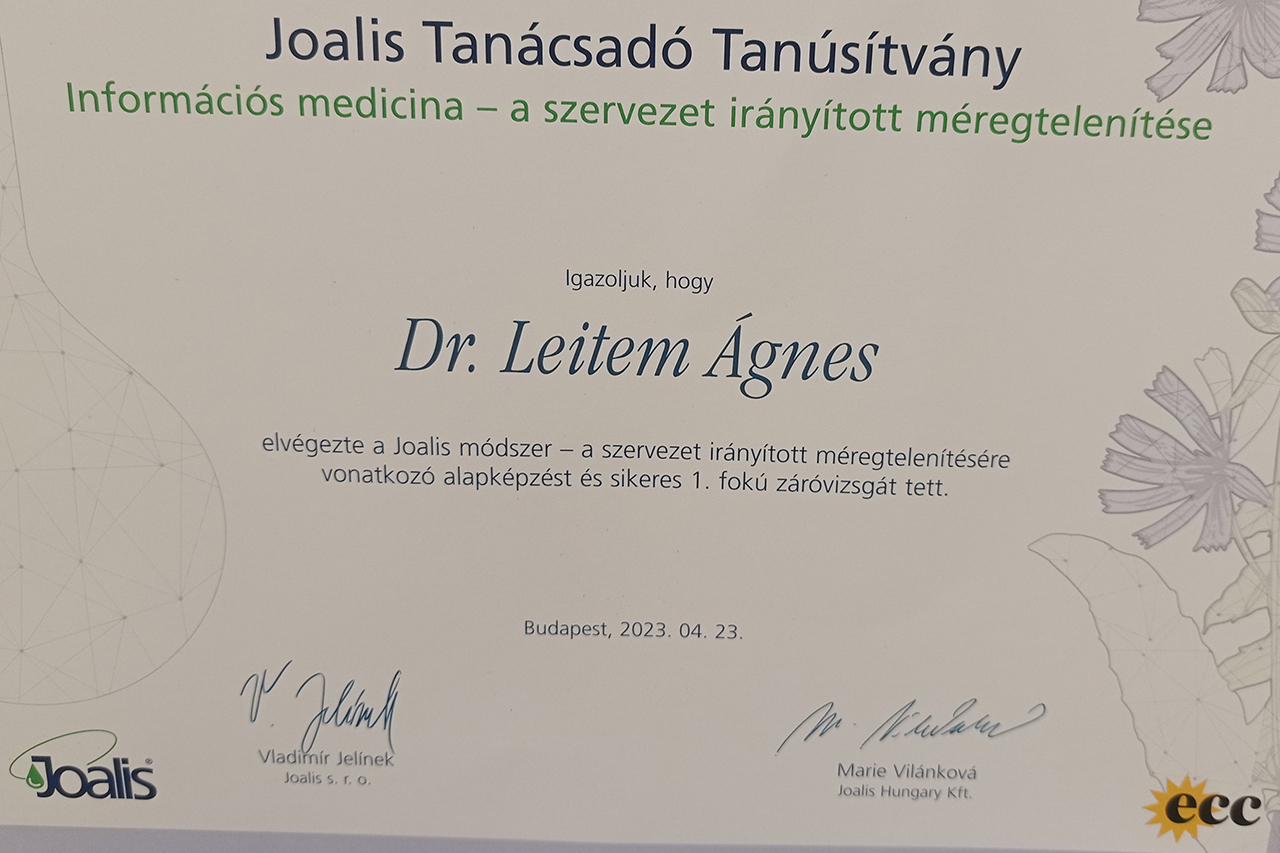 Joalis Tanácsadó Tanúsítvány
Információs medicina – a szervezet irányított méregtelenítése
Igazoljuk, hogy
Dr. Leitem Ágnes
elvégezte a Joalis módszer – a szervezet irányított méregtelenítésére
vonatkozó alapképzést és sikeres 1. fokú záróvizsgát tett.
Budapest, 2023. 04. 23.
V. Jelínek
Vladimír Jelínek
Joalis s. r. o.
M. Vilánková
Marie Vilánková
Joalis Hungary Kft.
Joalis®
ecc